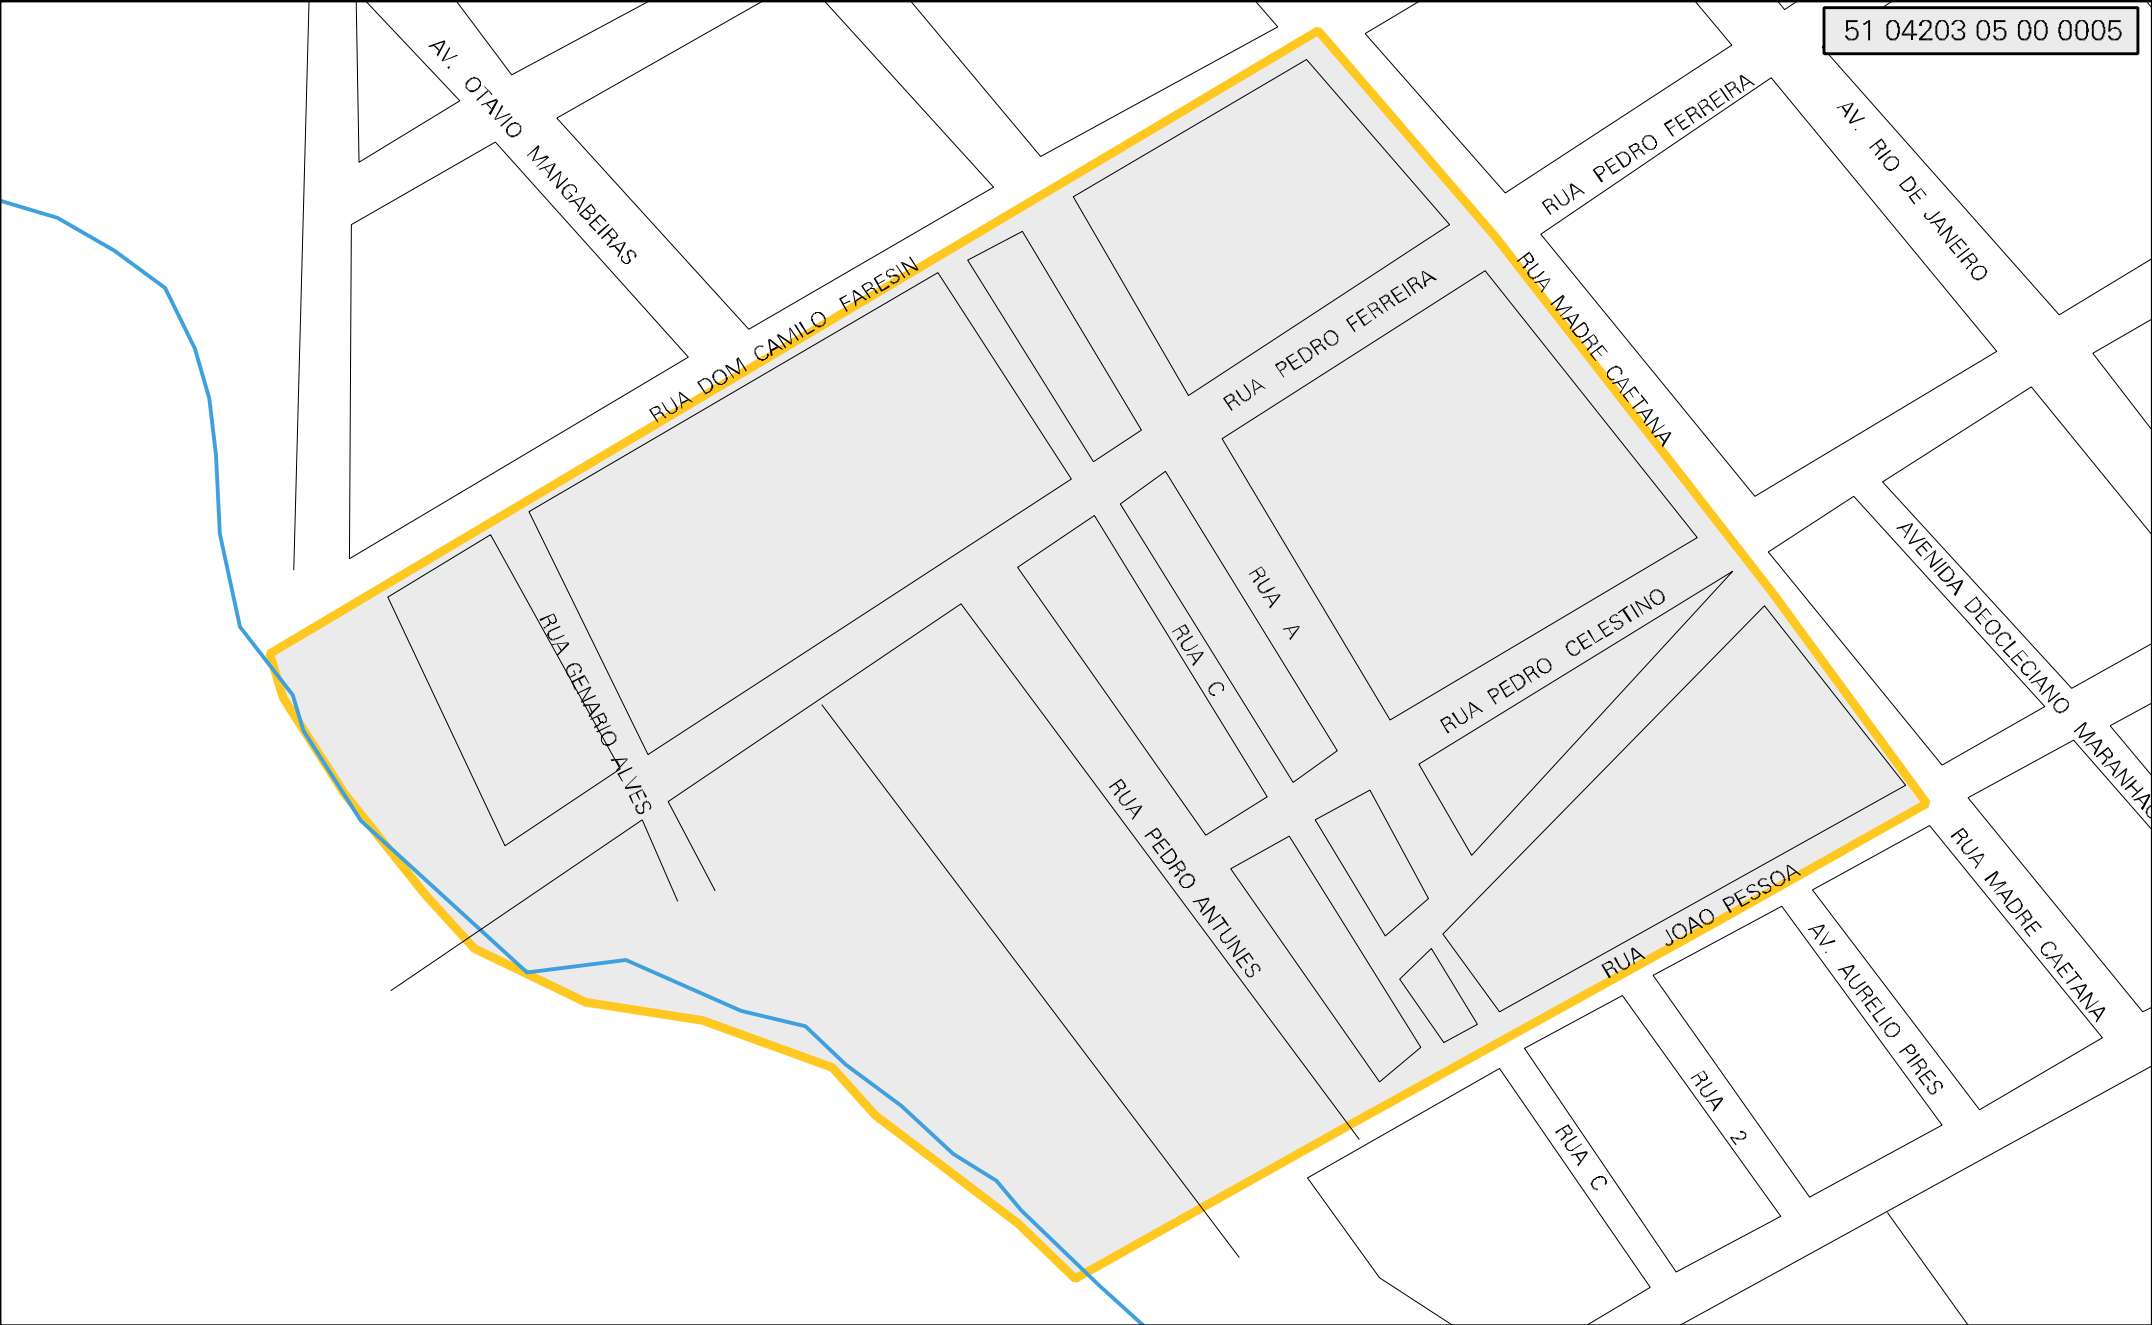 51 04203 05 00 0005
AV. OTAVIO MANGABEIRAS
RUA PEDRO FERREIRA
AV. RIO DE JANEIRO
RUA DOM CAMILO FARESIN
RUA MADRE CAETANA
RUA PEDRO FERREIRA
AVENIDA DEOCLECIANO MARANHAO
RUA A
RUA C
RUA PEDRO CELESTINO
RUA GENARIO ALVES
RUA PEDRO ANTUNES
RUA JOAO PESSOA
RUA MADRE CAETANA
AV. AURELIO PIRES
RUA 2
RUA C